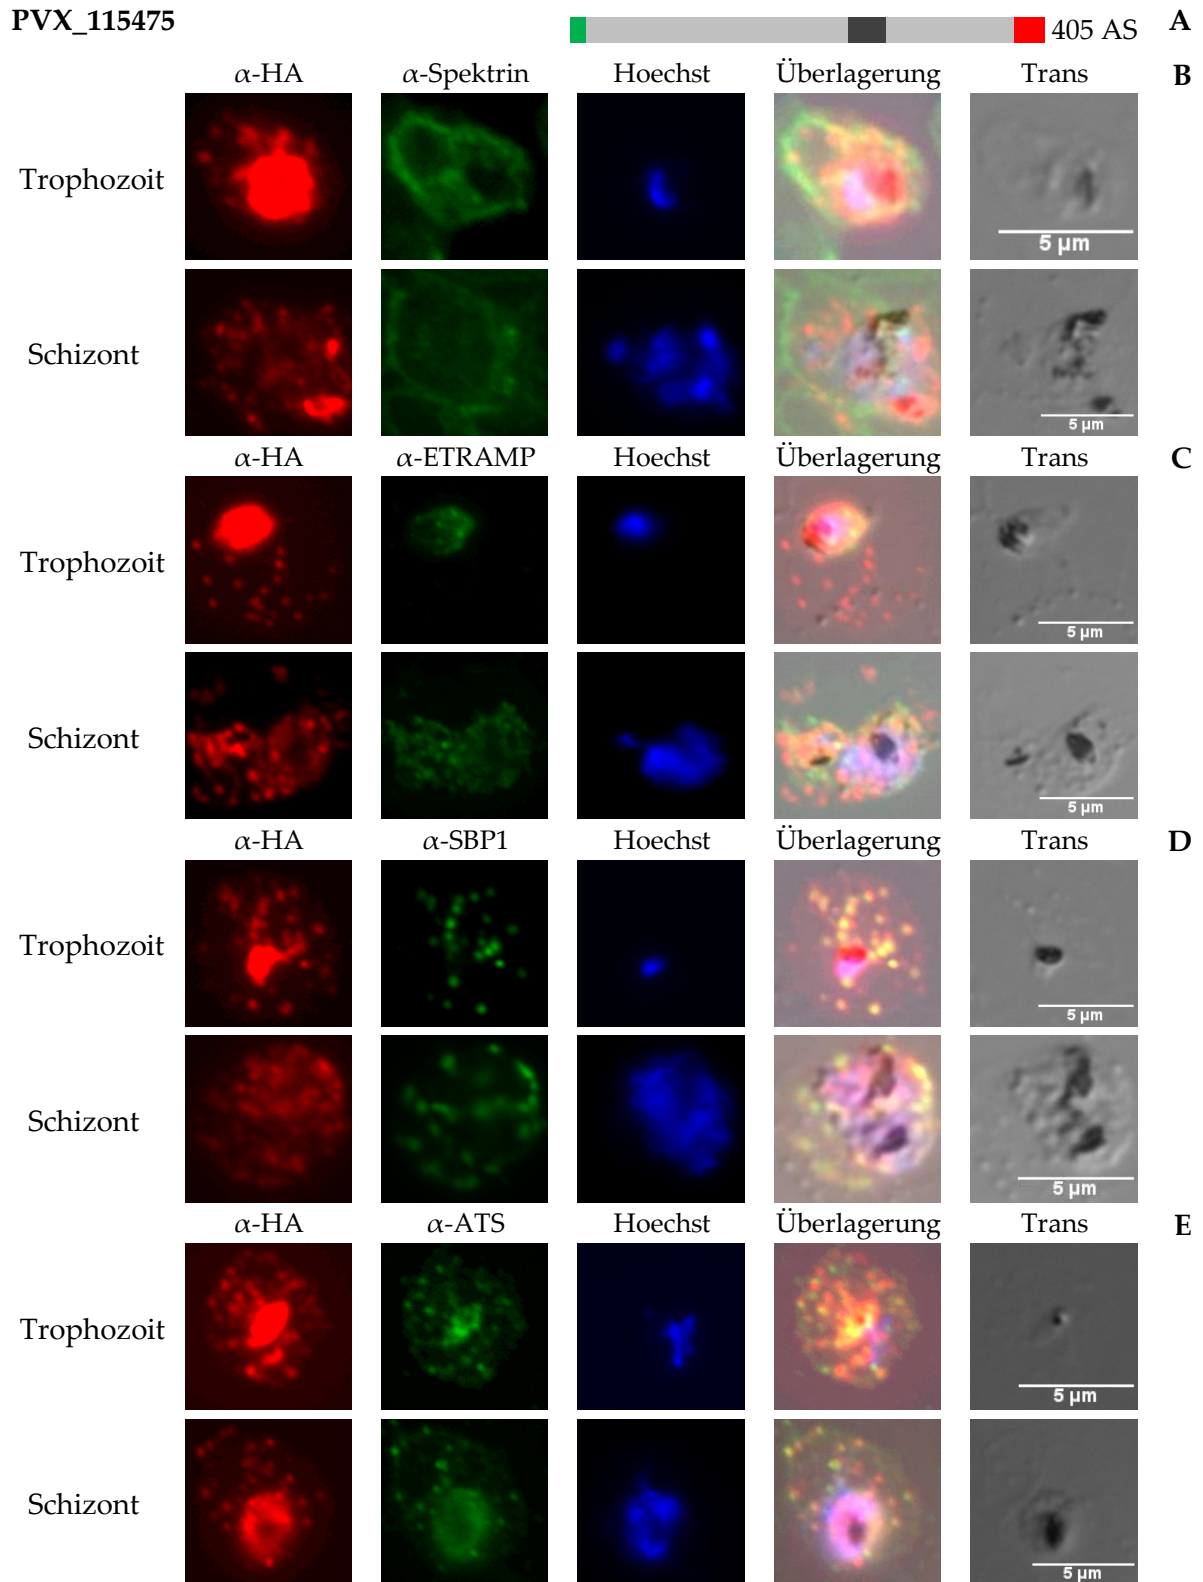 PVX_115475
405 AS
A
α-HA α-Spektrin Hoechst Überlagerung Trans B
Trophozoit
5 µm
Schizont
5 µm
α-HA α-ETRAMP Hoechst Überlagerung Trans C
Trophozoit
5 µm
Schizont
5 µm
α-HA α-SBP1 Hoechst Überlagerung Trans D
Trophozoit
5 µm
Schizont
5 µm
α-HA α-ATS Hoechst Überlagerung Trans E
Trophozoit
5 µm
Schizont
5 µm